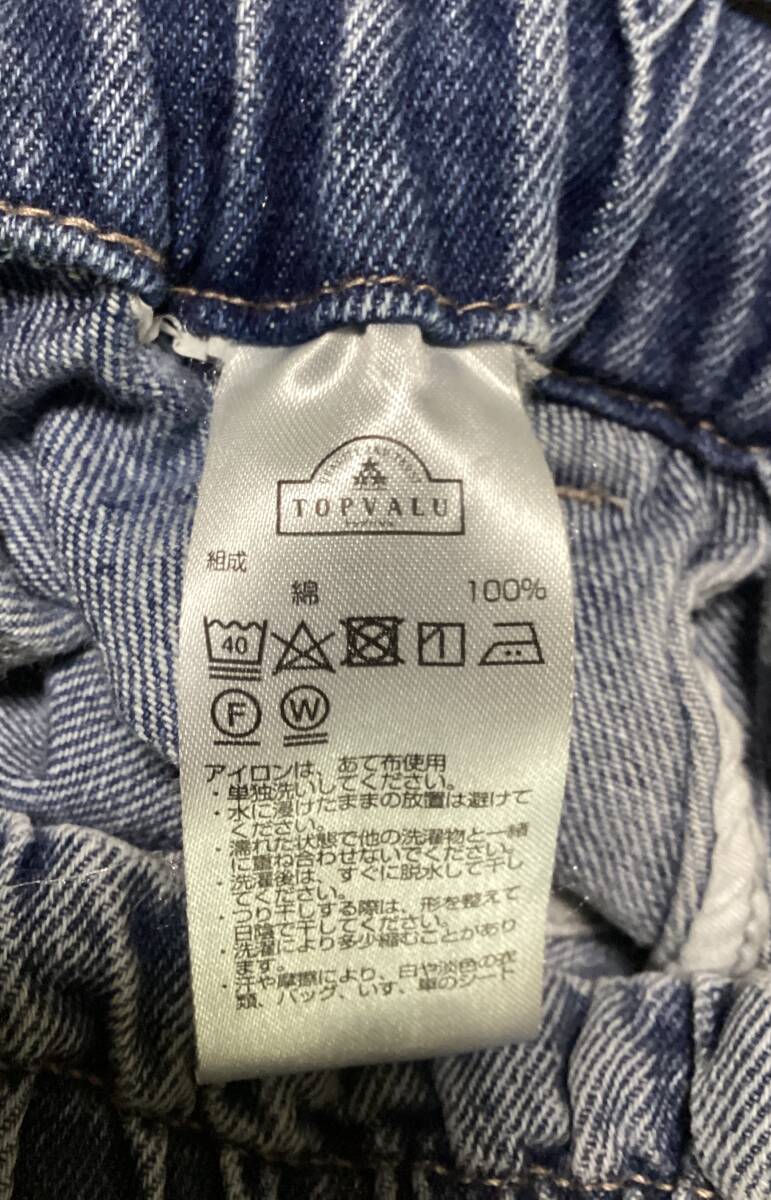 TOPVALU
組成
綿 100%
40
F W
アイロンは、あて布使用
・単独洗いしてください。
・水に浸けたままの放置は避けて
ください。
・濡れた状態で他の洗濯物と一緒
に重ね合わせないでください。
・洗濯後は、すぐに脱水して干し
てください。
・つり干しする際は、形を整えて
日陰で干してください。
・洗濯により多少縮むことがあり
ます。
・汗や摩擦により、白や淡色の衣
類、バッグ、いす、車のシート